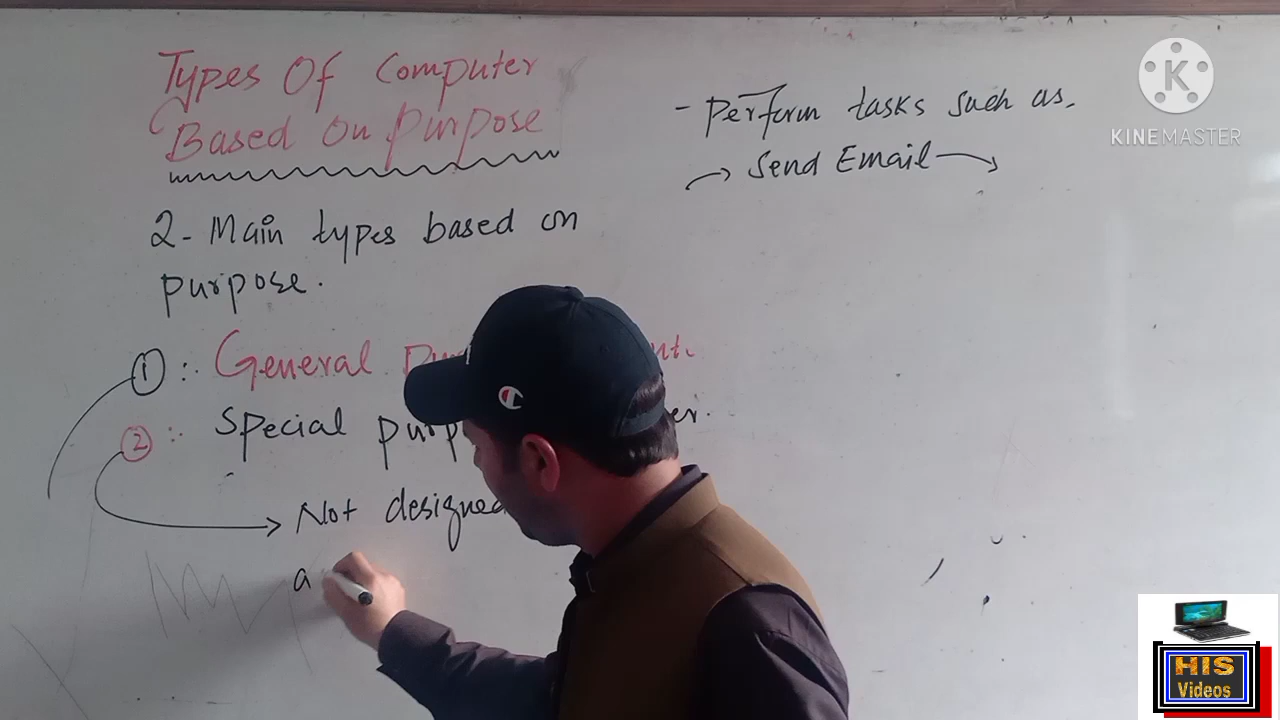 Types Of Computer
Based On Purpose
2- Main types based on
purpose.
① :. General
② :. Special
Not designed
a
- Perform tasks such as.
→ Send Email →
K
KINEMASTER
HIS
Videos